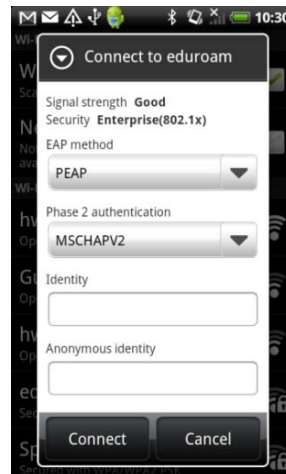 10:30
Connect to eduroam
Signal strength Good
Security Enterprise(802.1x)
EAP method
PEAP
Phase 2 authentication
MSCHAPV2
Identity
Anonymous identity
Connect
Cancel